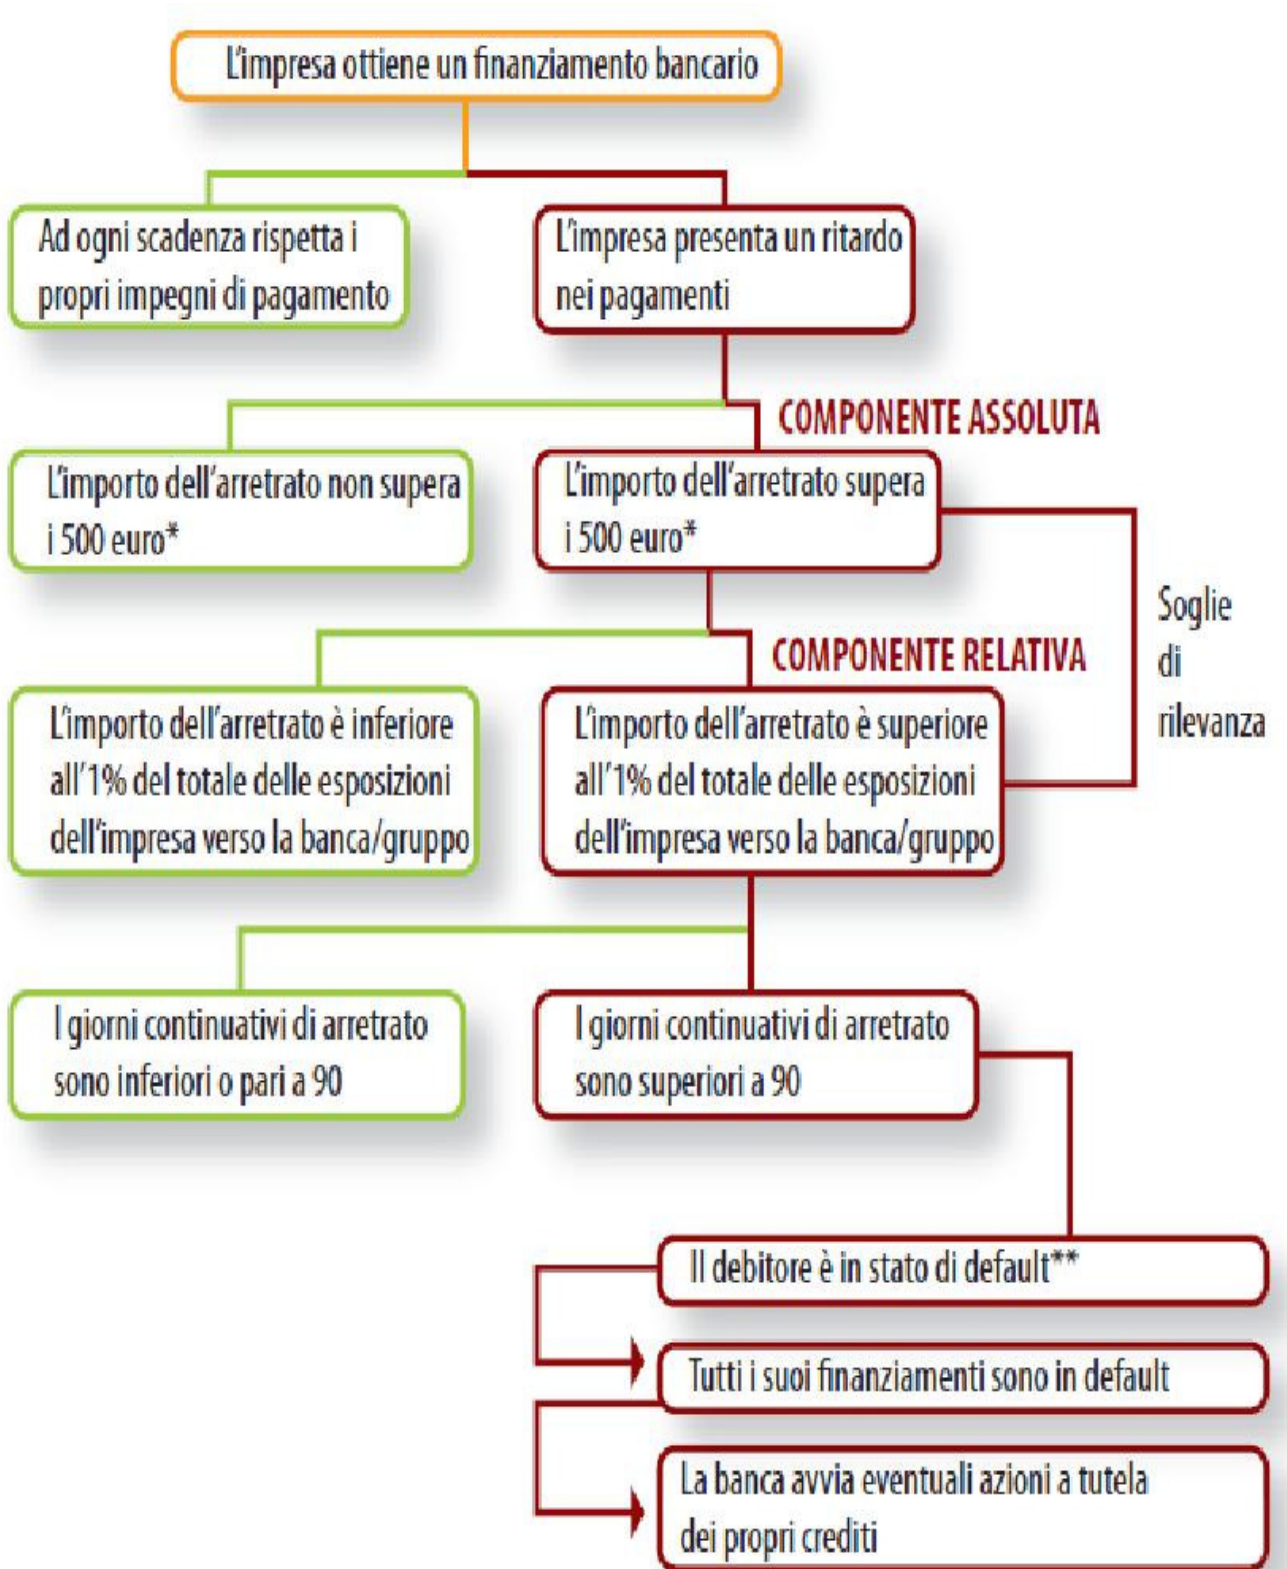 L'impresa ottiene un finanziamento bancario
Ad ogni scadenza rispetta i
propri impegni di pagamento
L'impresa presenta un ritardo
nei pagamenti
COMPONENTE ASSOLUTA
L'importo dell'arretrato non supera
i 500 euro*
L'importo dell'arretrato supera
i 500 euro*
Soglie
di
rilevanza
COMPONENTE RELATIVA
L'importo dell'arretrato è inferiore
all'1% del totale delle esposizioni
dell'impresa verso la banca/gruppo
L'importo dell'arretrato è superiore
all'1% del totale delle esposizioni
dell'impresa verso la banca/gruppo
I giorni continuativi di arretrato
sono inferiori o pari a 90
I giorni continuativi di arretrato
sono superiori a 90
Il debitore è in stato di default**
Tutti i suoi finanziamenti sono in default
La banca avvia eventuali azioni a tutela
dei propri crediti